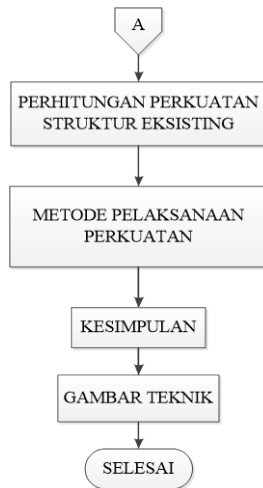 A
PERHITUNGAN PERKUATAN
STRUKTUR EKSISTING
METODE PELAKSANAAN
PERKUATAN
KESIMPULAN
GAMBAR TEKNIK
SELESAI